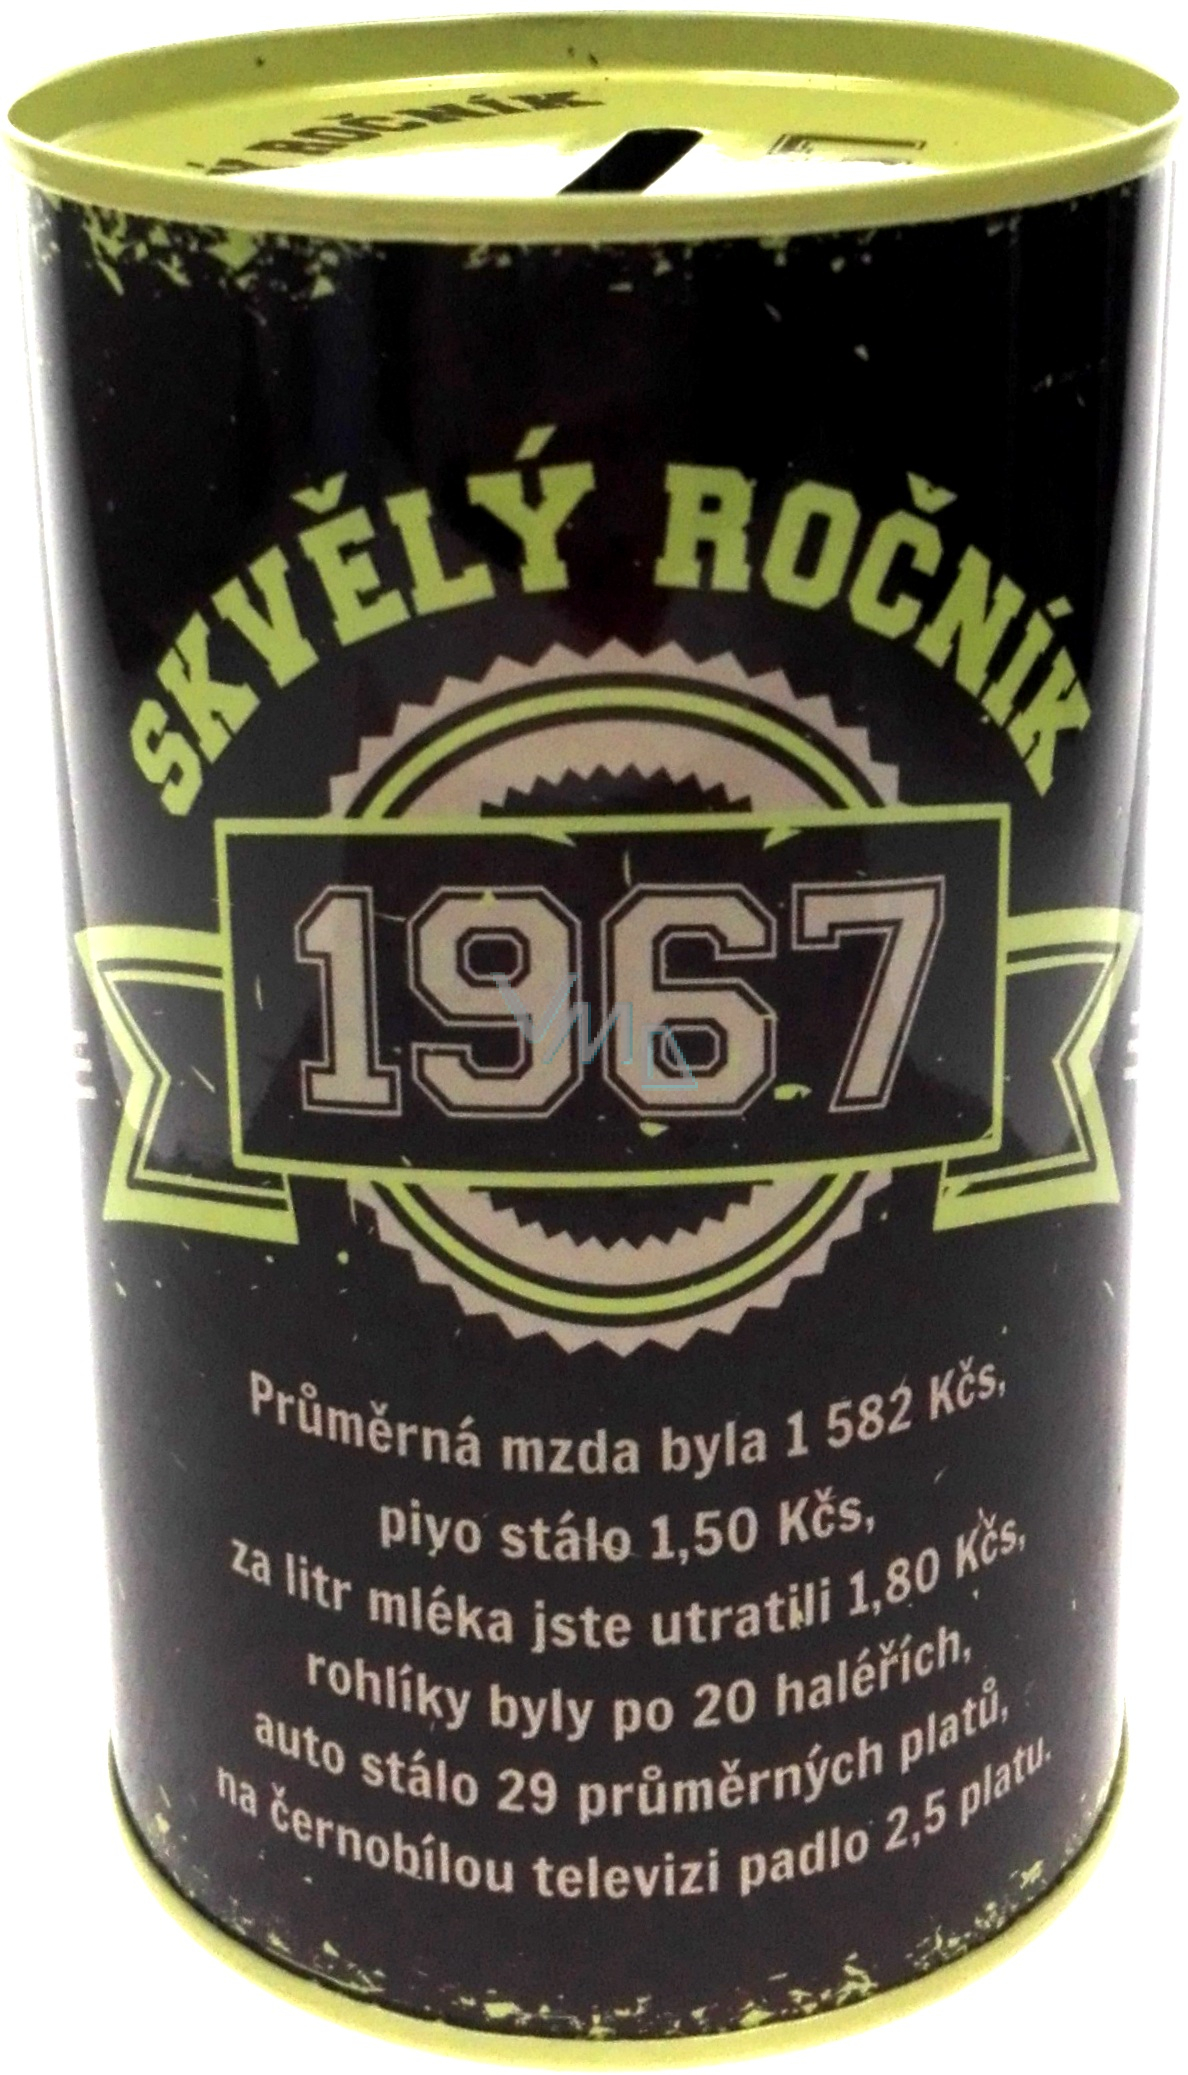 ROČNÍK
SKVĚLÝ ROČNÍK
1967
VMD
Průměrná mzda byla 1 582 Kčs,
pivo stálo 1,50 Kčs,
za litr mléka jste utratili 1,80 Kčs,
rohlíky byly po 20 haléřích,
auto stálo 29 průměrných platů,
na černobílou televizi padlo 2,5 platu.